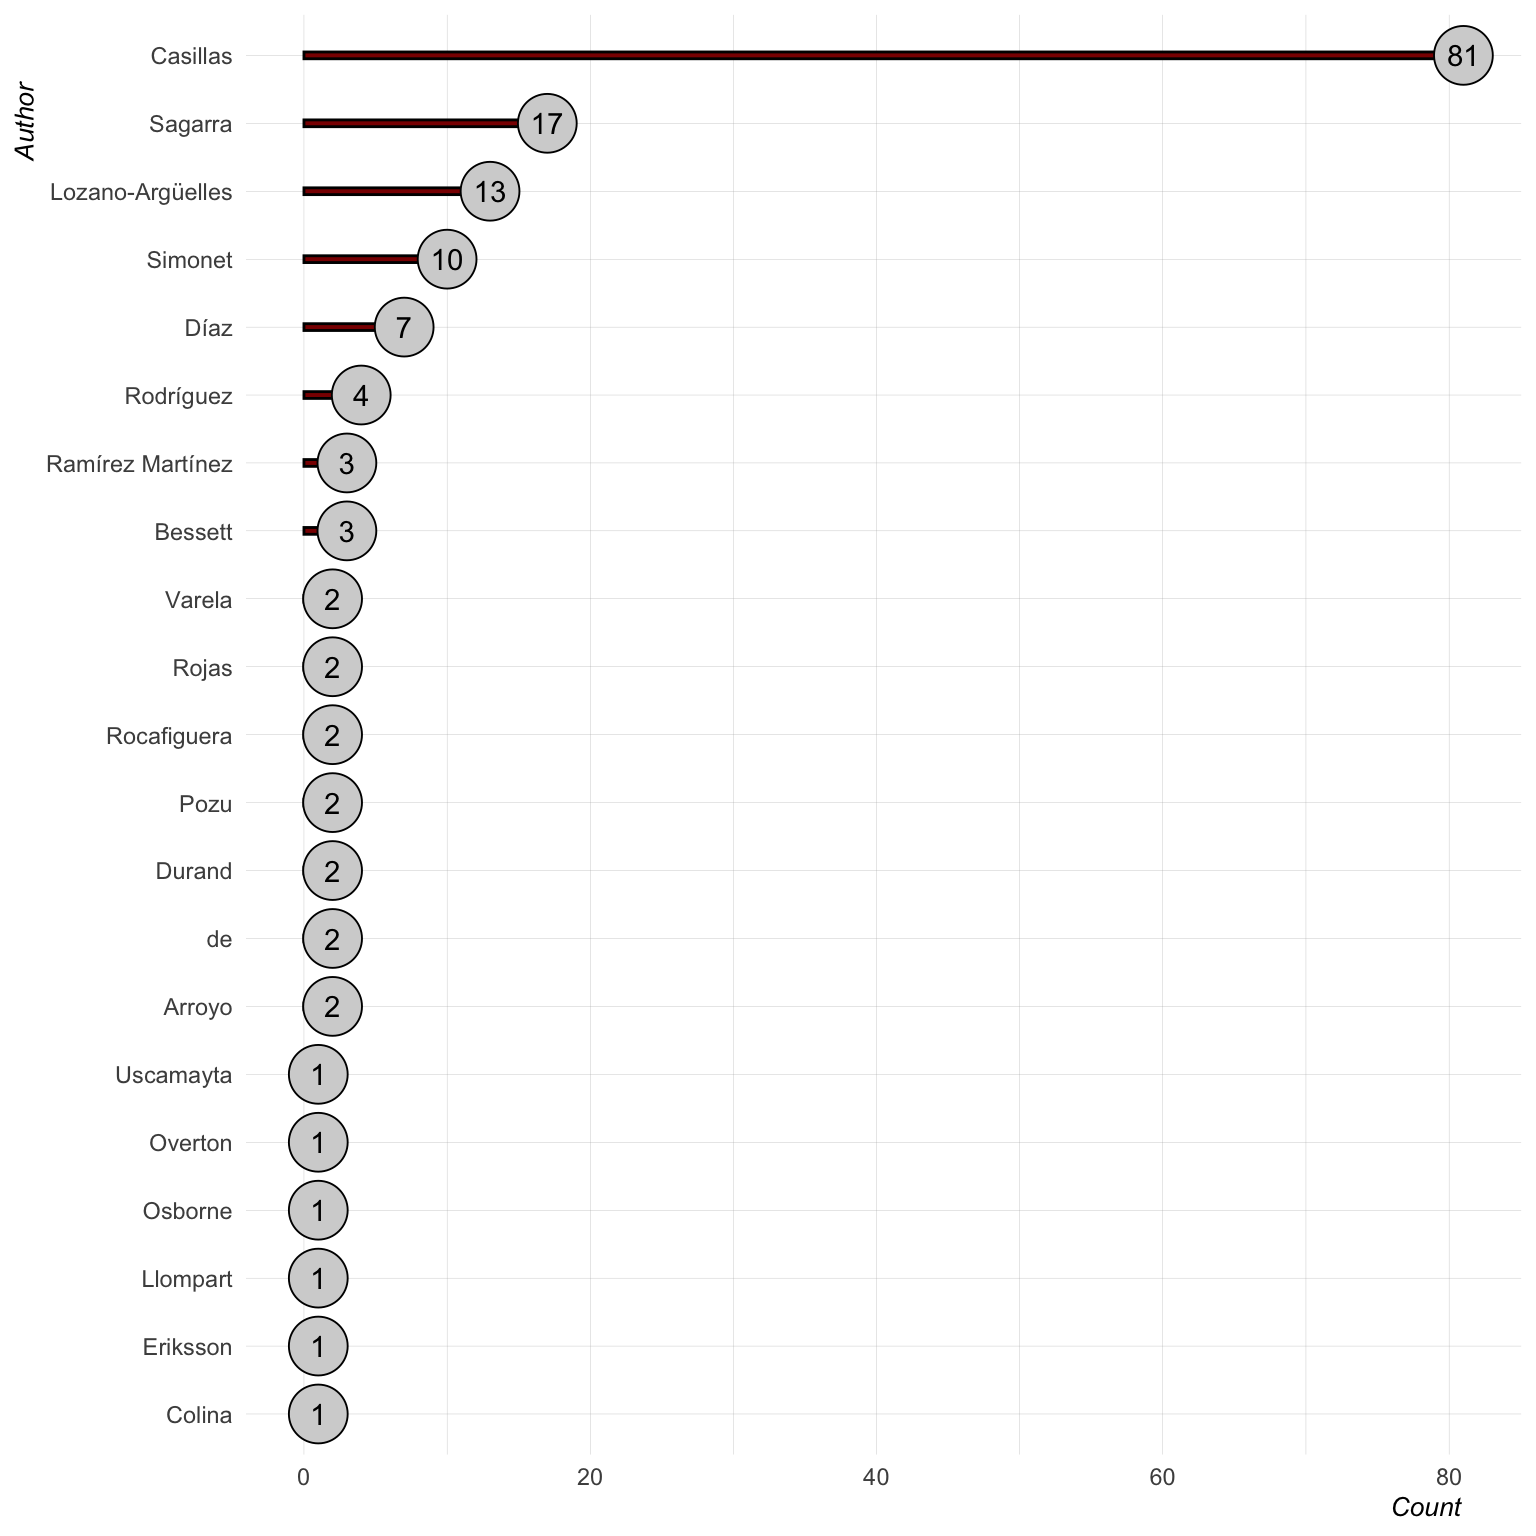 Author
Casillas 81
Sagarra 17
Lozano-Argüelles 13
Simonet 10
Díaz 7
Rodríguez 4
Ramírez Martínez 3
Bessett 3
Varela 2
Rojas 2
Rocafiguera 2
Pozu 2
Durand 2
de 2
Arroyo 2
Uscamayta 1
Overton 1
Osborne 1
Llompart 1
Eriksson 1
Colina 1
0 20 40 60 80
Count